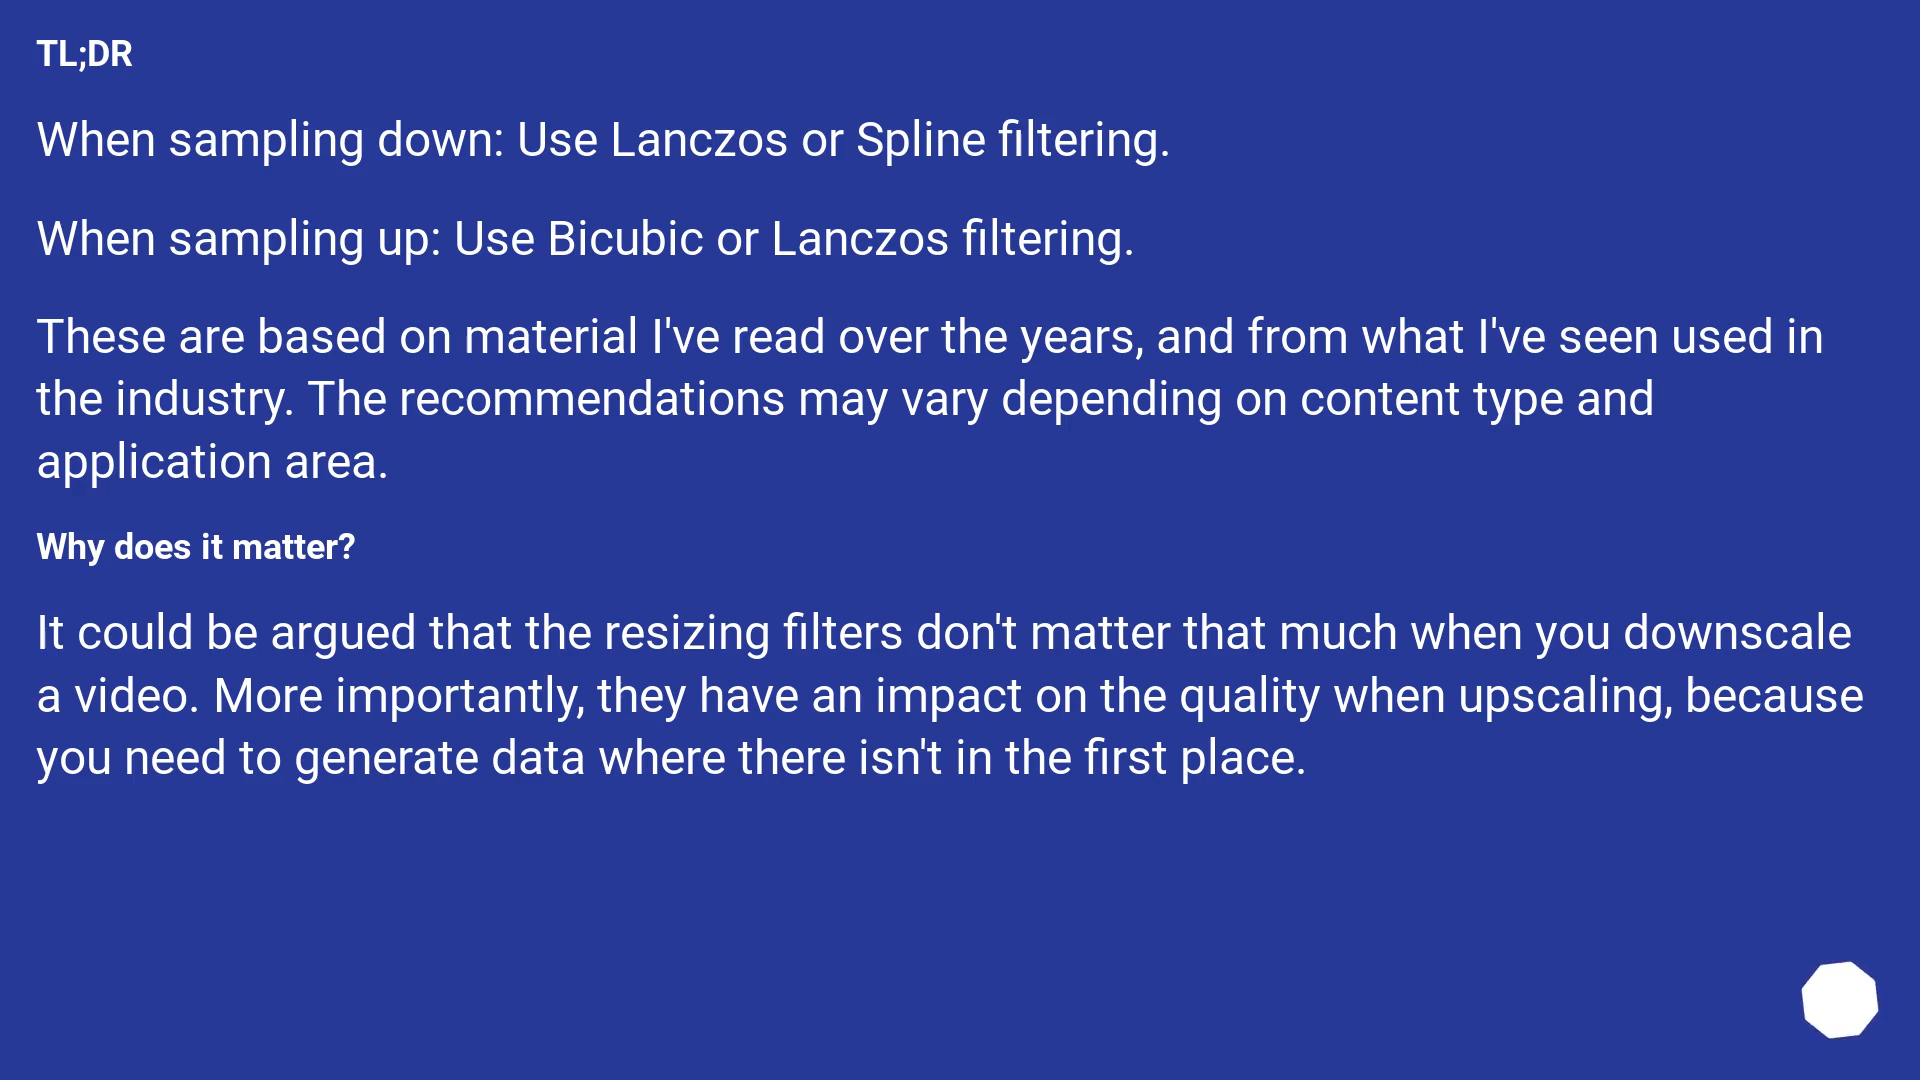 TL;DR
When sampling down: Use Lanczos or Spline filtering.
When sampling up: Use Bicubic or Lanczos filtering.
These are based on material I've read over the years, and from what I've seen used in
the industry. The recommendations may vary depending on content type and
application area.
Why does it matter?
It could be argued that the resizing filters don't matter that much when you downscale
a video. More importantly, they have an impact on the quality when upscaling, because
you need to generate data where there isn't in the first place.